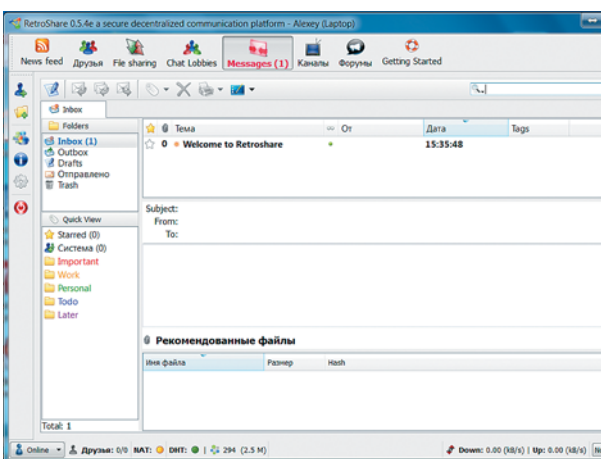 RetroShare 0.5.4e a secure decentralized communication platform - Alexey (Laptop)
News feed Друзья File sharing Chat Lobbies Messages (1) Каналы Форумы Getting Started
Inbox
Folders
Inbox (1)
Outbox
Drafts
Отправлено
Trash
Тема От Дата Tags
0 Welcome to Retroshare 15:35:48
Quick View
Starred (0)
Система (0)
Important
Work
Personal
Todo
Later
Total: 1
Subject:
From:
To:
Рекомендованные файлы
Имя файла Размер Hash
Online Друзья: 0/0 NAT: DHT: | 294 (2.5 M) Down: 0.00 (kB/s) | Up: 0.00 (kB/s)